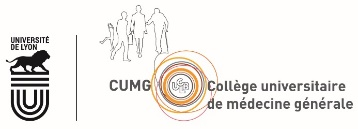 UNIVERSITÉ
DE LYON
CUMG
Collège universitaire
de médecine générale